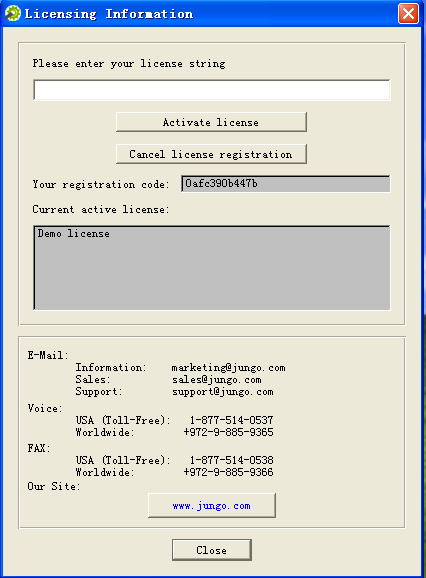 Licensing Information
Please enter your license string
Activate license
Cancel license registration
Your registration code: 0afc390b447b
Current active license:
Demo license
E-Mail:
Information: marketing@jungo.com
Sales: sales@jungo.com
Support: support@jungo.com
Voice:
USA (Toll-Free): 1-877-514-0537
Worldwide: +972-9-885-9365
FAX:
USA (Toll-Free): 1-877-514-0538
Worldwide: +972-9-885-9366
Our Site:
www.jungo.com
Close